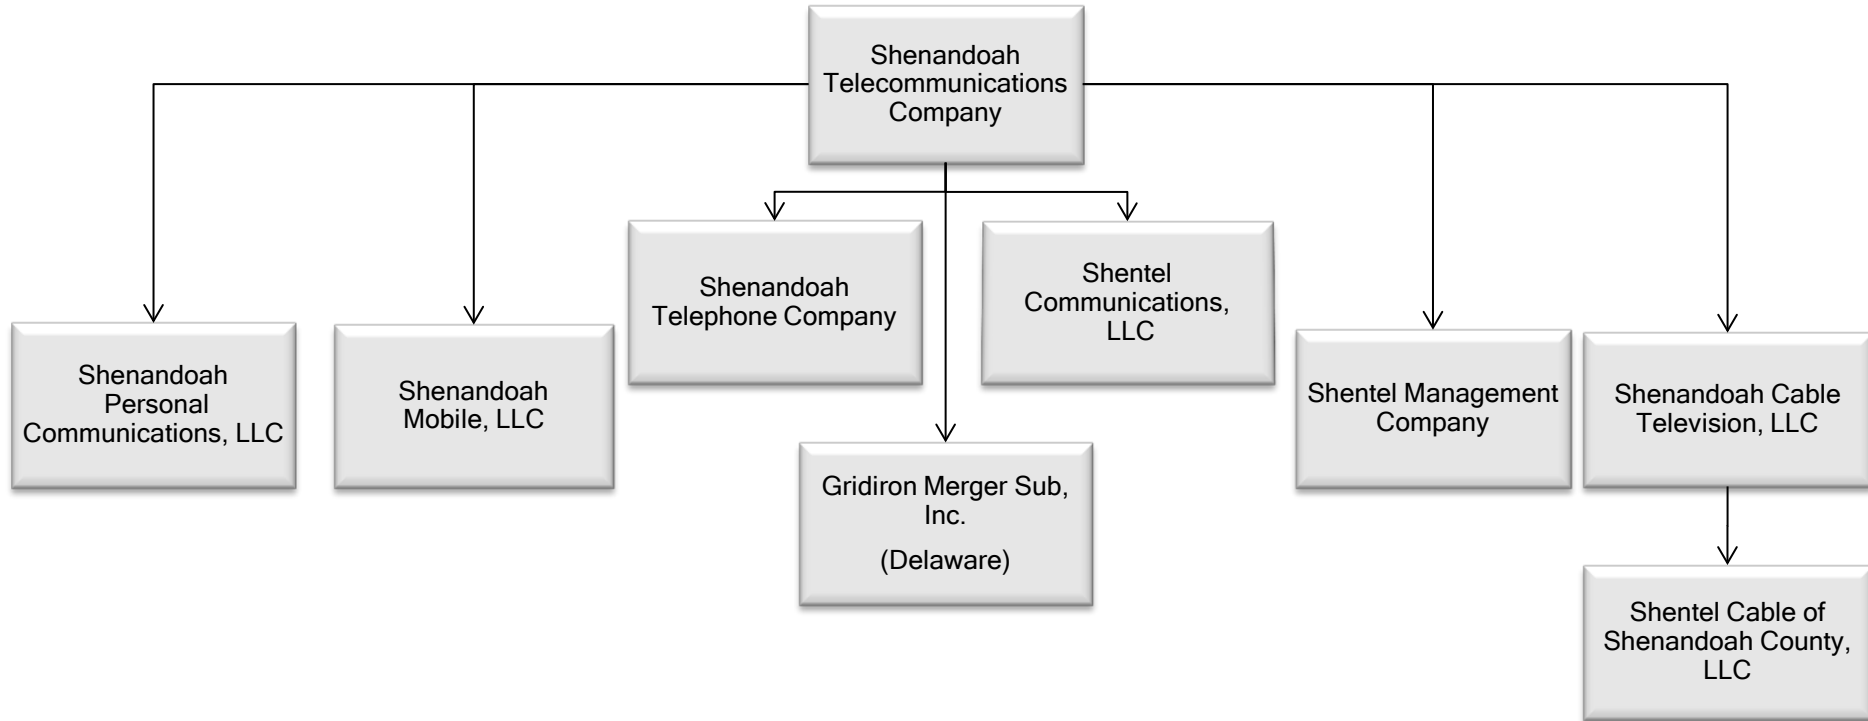 Shenandoah
Telecommunications
Company
Shenandoah
Personal
Communications, LLC
Shenandoah
Mobile, LLC
Shenandoah
Telephone Company
Gridiron Merger Sub,
Inc.
(Delaware)
Shentel
Communications,
LLC
Shentel Management
Company
Shenandoah Cable
Television, LLC
Shentel Cable of
Shenandoah County,
LLC